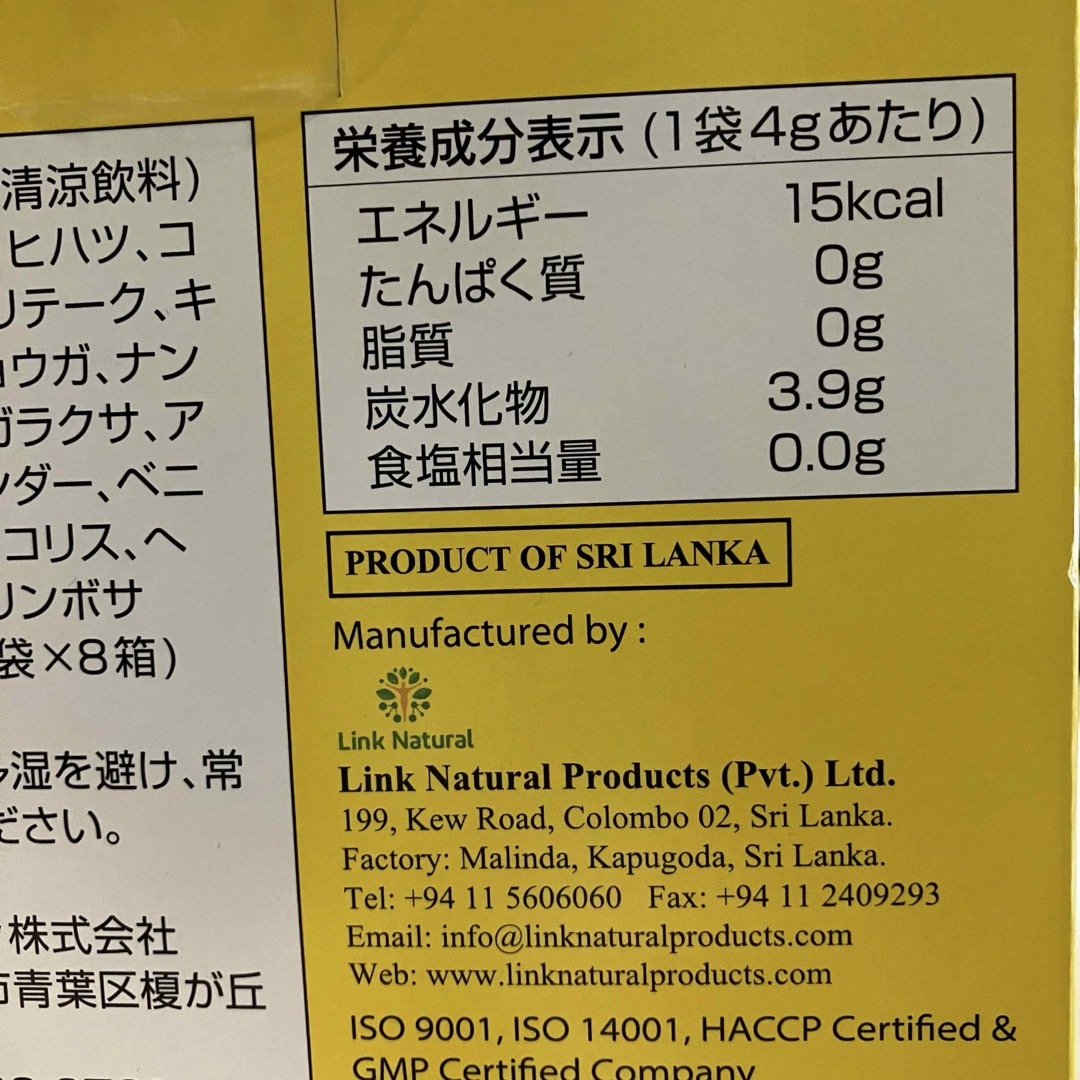 清涼飲料)
ヒハツ、コ
リテーク、キ
ョウガ、ナン
ガラクサ、ア
ンダー、ベニ
コリス、ヘ
リンボサ
袋×8箱)
湿を避け、常
ださい。
株式会社
市青葉区榎が丘
栄養成分表示 (1袋4gあたり)
エネルギー 15kcal
たんぱく質 0g
脂質 0g
炭水化物 3.9g
食塩相当量 0.0g
PRODUCT OF SRI LANKA
Manufactured by :
Link Natural
Link Natural Products (Pvt.) Ltd.
199, Kew Road, Colombo 02, Sri Lanka.
Factory: Malinda, Kapugoda, Sri Lanka.
Tel: +94 11 5606060 Fax: +94 11 2409293
Email: info@linknaturalproducts.com
Web: www.linknaturalproducts.com
ISO 9001, ISO 14001, HACCP Certified &
GMP Certified Company